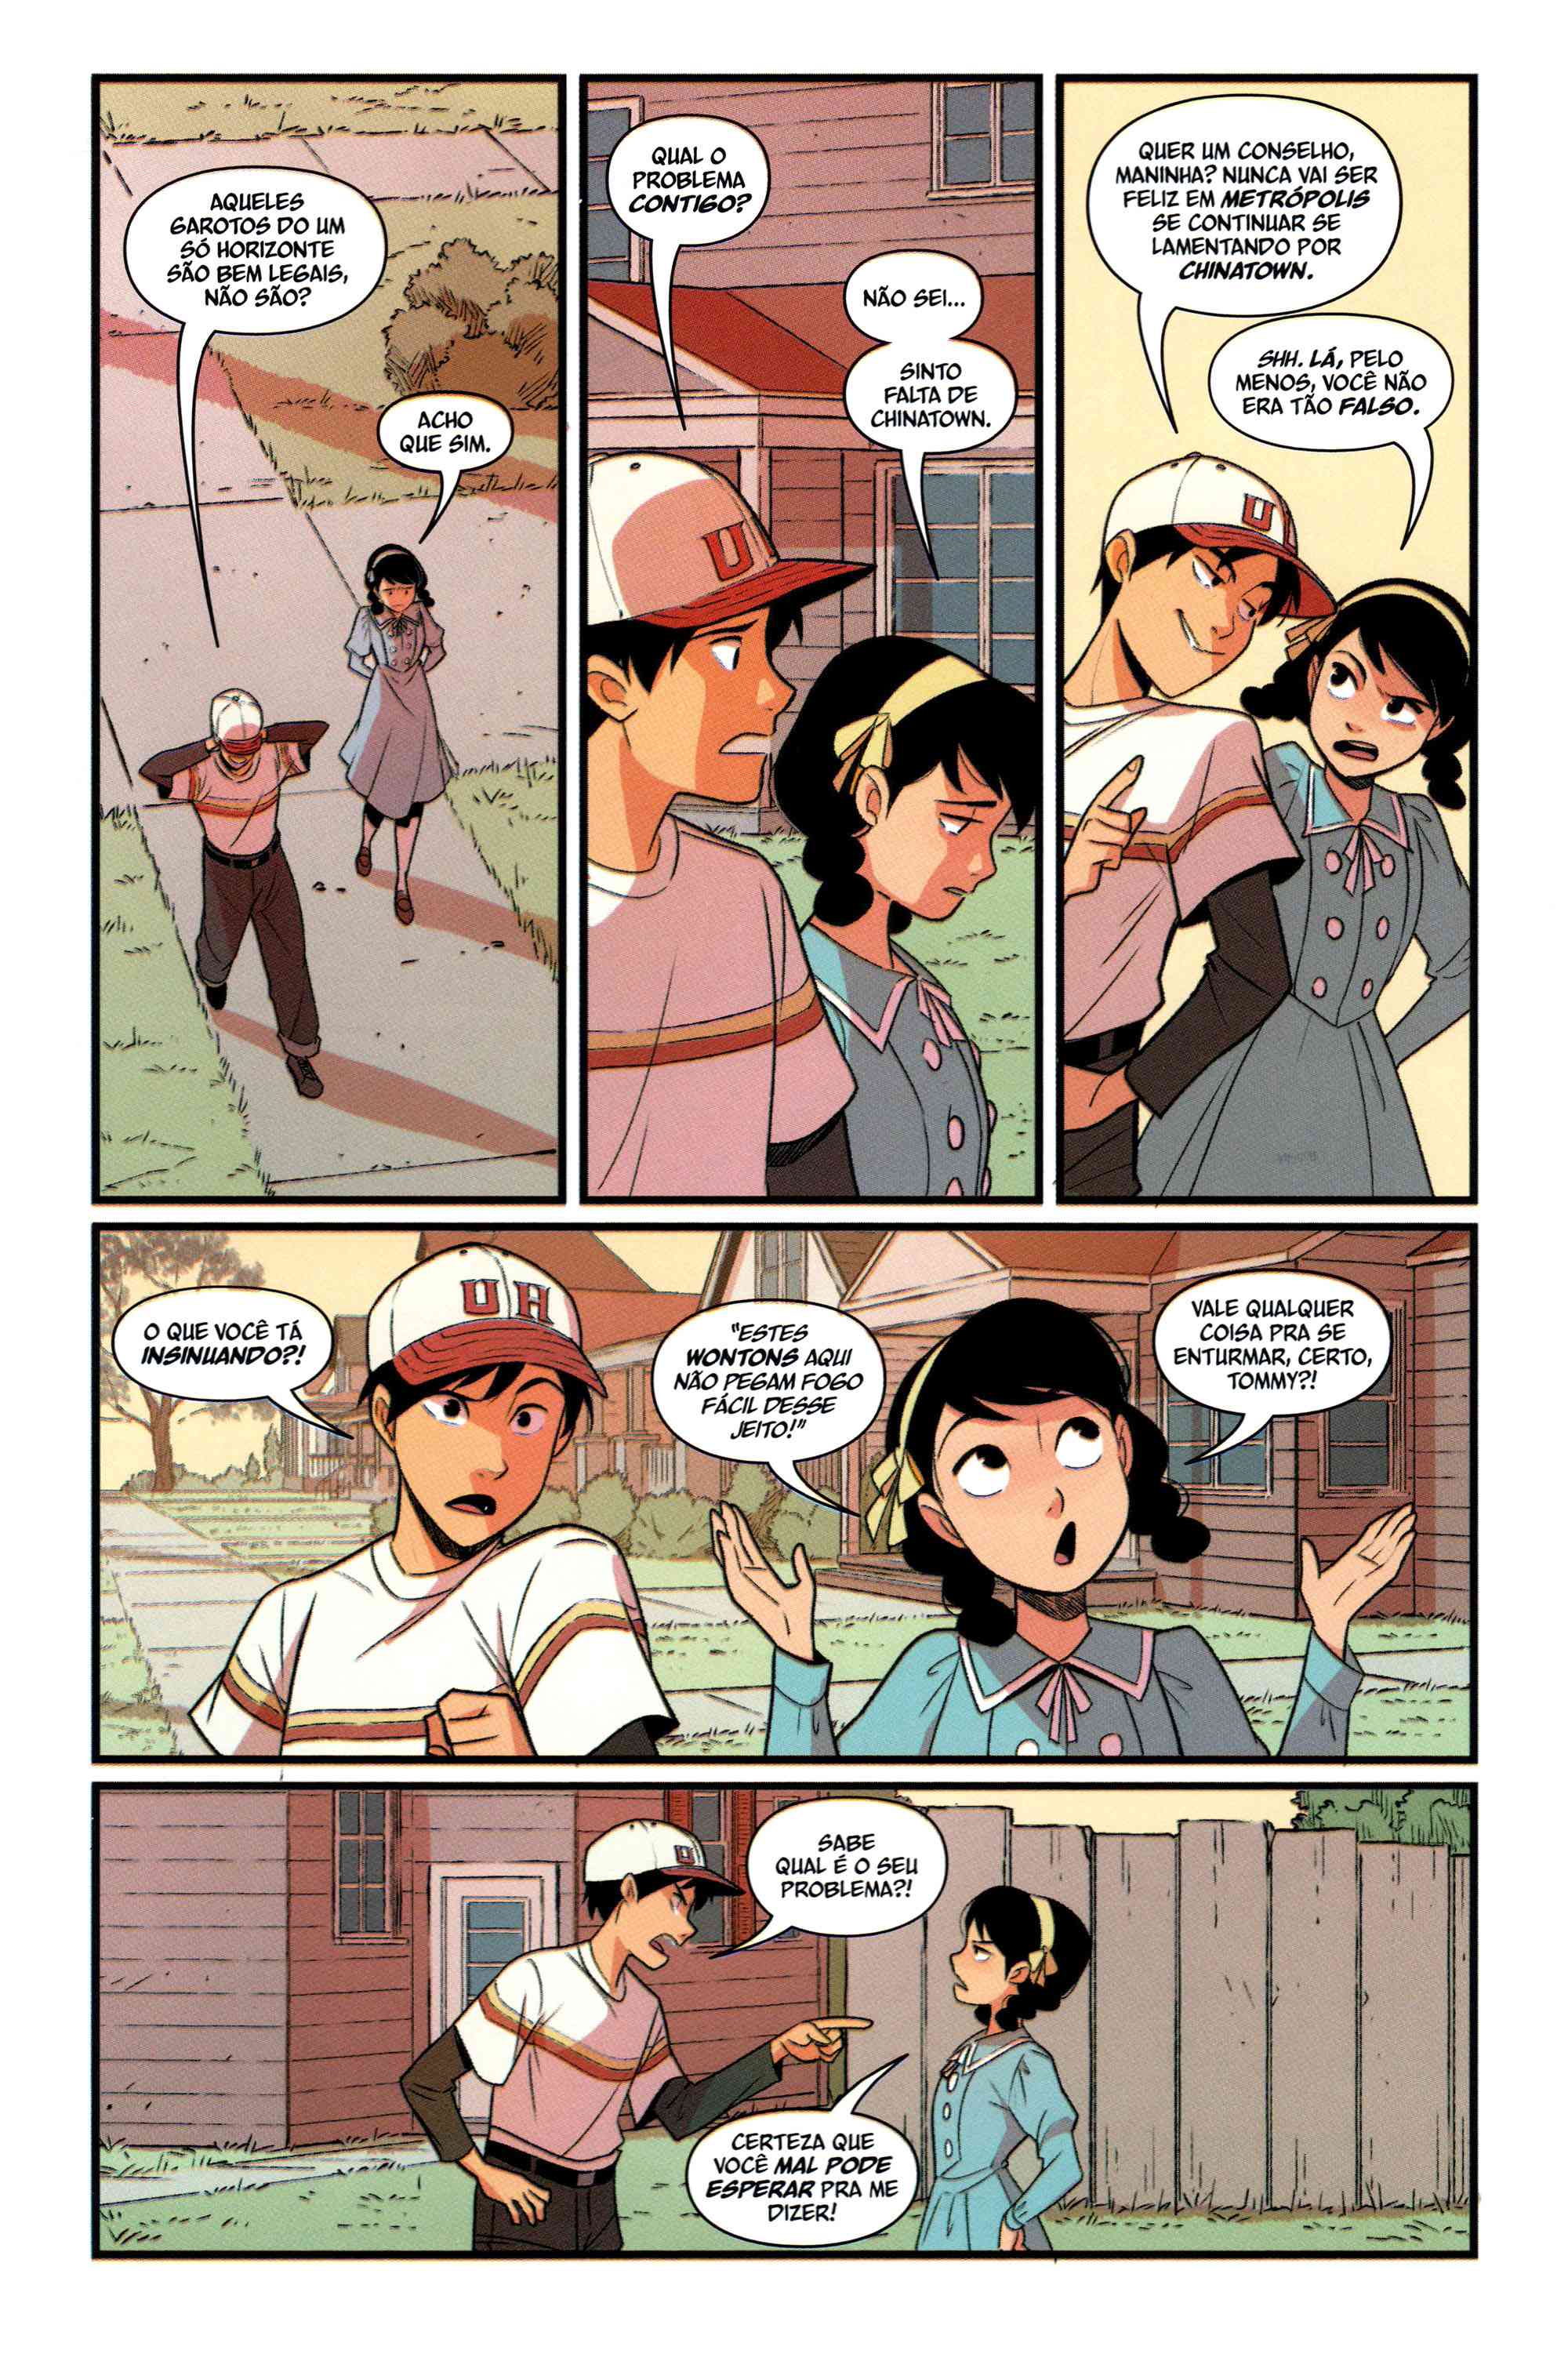 AQUELES
GAROTOS DO UM
SÓ HORIZONTE
SÃO BEM LEGAIS,
NÃO SÃO?
ACHO
QUE SIM.
QUAL O
PROBLEMA
CONTIGO?
U
NÃO SEI...
SINTO
FALTA DE
CHINATOWN.
QUER UM CONSELHO,
MANINHA? NUNCA VAI SER
FELIZ EM METRÓPOLIS
SE CONTINUAR SE
LAMENTANDO POR
CHINATOWN.
SHH. LÁ, PELO
MENOS, VOCÊ NÃO
ERA TÃO FALSO.
U
O QUE VOCÊ TÁ
INSINUANDO?!
U H
"ESTES
WONTONS AQUI
NÃO PEGAM FOGO
FÁCIL DESSE
JEITO!"
VALE QUALQUER
COISA PRA SE
ENTURMAR, CERTO,
TOMMY?!
SABE
QUAL É O SEU
PROBLEMA?!
U
CERTEZA QUE
VOCÊ MAL PODE
ESPERAR PRA ME
DIZER!